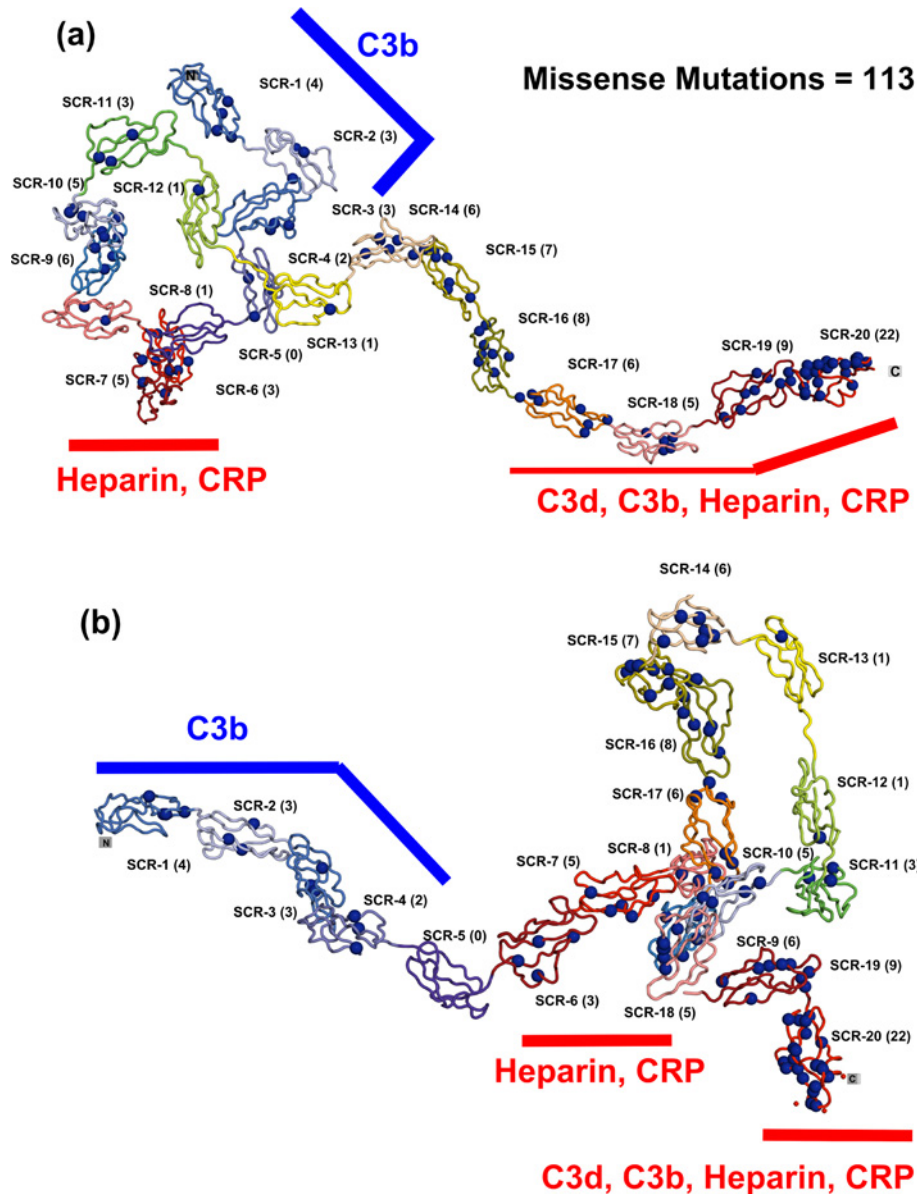 (a)
C3b
Missense Mutations = 113
N
SCR-1 (4)
SCR-11 (3)
SCR-2 (3)
SCR-10 (5)
SCR-12 (1)
SCR-3 (3)
SCR-14 (6)
SCR-9 (6)
SCR-4 (2)
SCR-15 (7)
SCR-8 (1)
SCR-16 (8)
SCR-5 (0)
SCR-13 (1)
SCR-7 (5)
SCR-6 (3)
SCR-17 (6)
SCR-18 (5)
SCR-19 (9)
SCR-20 (22)
C
Heparin, CRP
C3d, C3b, Heparin, CRP
(b)
SCR-14 (6)
SCR-15 (7)
SCR-13 (1)
C3b
SCR-16 (8)
SCR-12 (1)
SCR-2 (3)
SCR-17 (6)
N
SCR-1 (4)
SCR-7 (5)
SCR-8 (1)
SCR-10 (5)
SCR-11 (3)
SCR-3 (3)
SCR-4 (2)
SCR-5 (0)
SCR-9 (6)
SCR-19 (9)
SCR-6 (3)
SCR-18 (5)
SCR-20 (22)
C
Heparin, CRP
C3d, C3b, Heparin, CRP